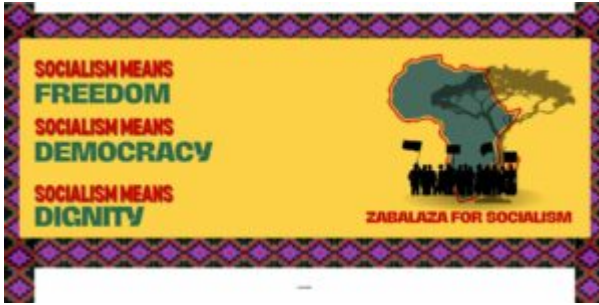 SOCIALISM MEANS
FREEDOM
SOCIALISM MEANS
DEMOCRACY
SOCIALISM MEANS
DIGNITY
ZABALAZA FOR SOCIALISM